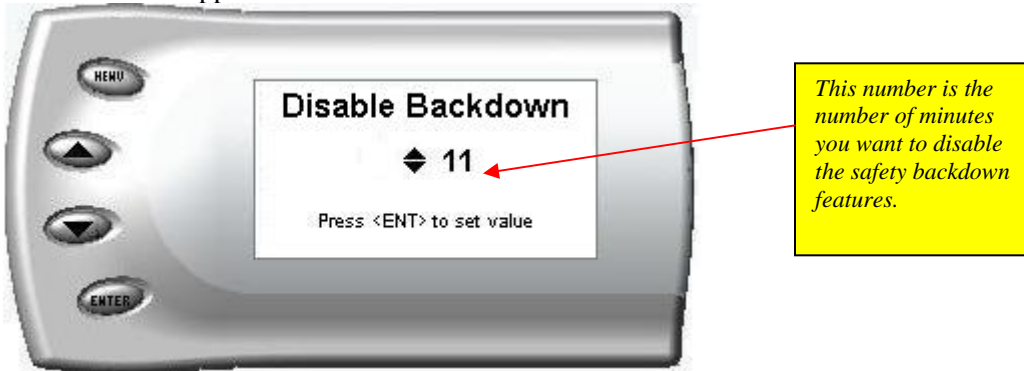 MENU
Disable Backdown
11
Press <ENT> to set value
ENTER
This number is the
number of minutes
you want to disable
the safety backdown
features.